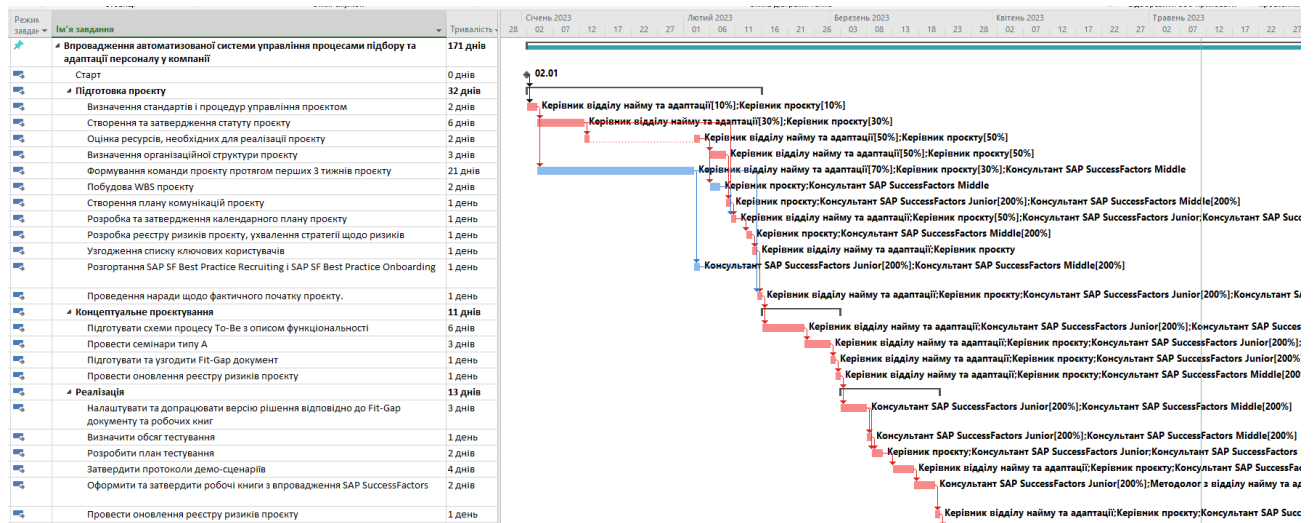 Режим Ім'я завдання Тривалість Січень 2023 Лютий 2023 Березень 2023 Квітень 2023 Травень 2023
завдан 28 02 07 12 17 22 27 01 06 11 16 21 26 03 08 13 18 23 28 02 07 12 17 22 27 02 07 12 17 22 27
Впровадження автоматизованої системи управління процесами підбору та 171 днів
адаптації персоналу у компанії
Старт 0 днів 02.01
Підготовка проєкту 32 днів
Визначення стандартів і процедур управління проєктом 2 днів Керівник відділу найму та адаптації[10%];Керівник проєкту[10%]
Створення та затвердження статуту проєкту 6 днів Керівник відділу найму та адаптації[30%];Керівник проєкту[30%]
Оцінка ресурсів, необхідних для реалізації проєкту 2 днів Керівник відділу найму та адаптації[50%];Керівник проєкту[50%]
Визначення організаційної структури проєкту 3 днів Керівник відділу найму та адаптації[50%];Керівник проєкту[50%]
Формування команди проєкту протягом перших 3 тижнів проєкту 21 днів Керівник відділу найму та адаптації[70%];Керівник проєкту[30%];Консультант SAP SuccessFactors Middle
Побудова WBS проєкту 2 днів Керівник проєкту;Консультант SAP SuccessFactors Middle
Створення плану комунікацій проєкту 1 день Керівник проєкту;Консультант SAP SuccessFactors Junior[200%];Консультант SAP SuccessFactors Middle[200%]
Розробка та затвердження календарного плану проєкту 1 день Керівник відділу найму та адаптації;Керівник проєкту[50%];Консультант SAP SuccessFactors Junior;Консультант SAP Succ
Розробка реєстру ризиків проєкту, ухвалення стратегії щодо ризиків 1 день Керівник проєкту;Консультант SAP SuccessFactors Middle[200%]
Узгодження списку ключових користувачів 1 день Керівник відділу найму та адаптації;Керівник проєкту
Розгортання SAP SF Best Practice Recruiting і SAP SF Best Practice Onboarding 1 день Консультант SAP SuccessFactors Junior[200%];Консультант SAP SuccessFactors Middle[200%]
Проведення наради щодо фактичного початку проєкту. 1 день Керівник відділу найму та адаптації;Керівник проєкту;Консультант SAP SuccessFactors Junior[200%];Консультант SA
Концептуальне проєктування 11 днів
Підготувати схеми процесу To-Be з описом функціональності 6 днів Керівник відділу найму та адаптації;Консультант SAP SuccessFactors Junior[200%];Консультант SAP Succes
Провести семінари типу А 3 днів Керівник відділу найму та адаптації;Керівник проєкту;Консультант SAP SuccessFactors Junior[200%];
Підготувати та узгодити Fit-Gap документ 1 день Керівник відділу найму та адаптації;Керівник проєкту;Консультант SAP SuccessFactors Junior[200%
Провести оновлення реєстру ризиків проєкту 1 день Керівник відділу найму та адаптації;Керівник проєкту;Консультант SAP SuccessFactors Middle[200
Реалізація 13 днів
Налаштувати та допрацювати версію рішення відповідно до Fit-Gap 3 днів Консультант SAP SuccessFactors Junior[200%];Консультант SAP SuccessFactors Middle[200%]
документу та робочих книг
Визначити обсяг тестування 1 день Консультант SAP SuccessFactors Junior[200%];Консультант SAP SuccessFactors Middle[200%]
Розробити план тестування 2 днів Керівник проєкту;Консультант SAP SuccessFactors Junior;Консультант SAP SuccessFactors
Затвердити протоколи демо-сценаріїв 4 днів Керівник відділу найму та адаптації;Керівник проєкту;Консультант SAP SuccessFac
Оформити та затвердити робочі книги з впровадження SAP SuccessFactors 2 днів Консультант SAP SuccessFactors Junior[200%];Методолог з відділу найму та ад
Провести оновлення реєстру ризиків проєкту 1 день Керівник відділу найму та адаптації;Керівник проєкту;Консультант SAP Succ